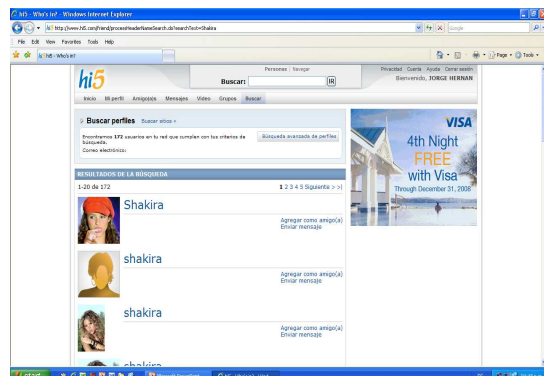 hi5 - Who's in? - Windows Internet Explorer
http://www.hi5.com/friend/processHeaderNameSearch.do?searchText=Shakira
Google
File Edit View Favorites Tools Help
hi5 - Who's in?
Page Tools
hi5
Personas | Navegar
Buscar: IR
Privacidad Cuenta Ayuda Cerrar sesión
Bienvenido, JORGE HERNAN
Inicio Mi perfil Amigo(a)s Mensajes Video Grupos Buscar
Buscar perfiles Buscar otros »
Encontramos 172 usuarios en tu red que cumplen con tus criterios de
búsqueda.
Correo electrónico:
Búsqueda avanzada de perfiles
RESULTADOS DE LA BÚSQUEDA
1-20 de 172 1 2 3 4 5 Siguiente > >|
Shakira
Agregar como amigo(a)
Enviar mensaje
shakira
Agregar como amigo(a)
Enviar mensaje
shakira
Agregar como amigo(a)
Enviar mensaje
shakira
VISA
4th Night
FREE
with Visa
Through December 31, 2008